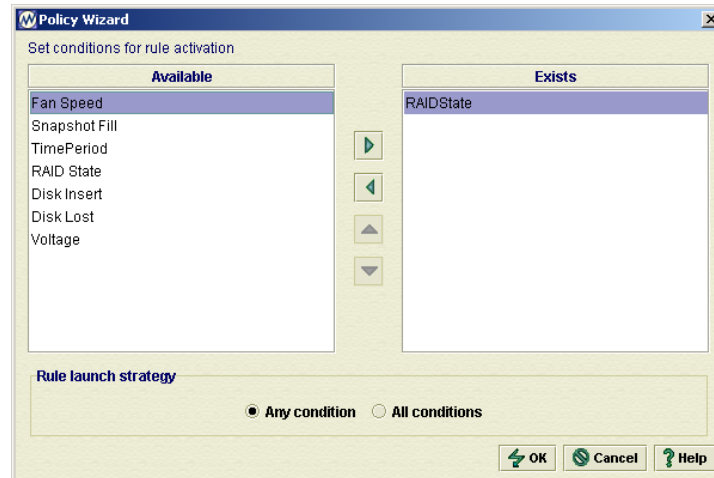 Policy Wizard
Set conditions for rule activation
Available
Fan Speed
Snapshot Fill
TimePeriod
RAID State
Disk Insert
Disk Lost
Voltage
Exists
RAIDState
Rule launch strategy
Any condition All conditions
OK Cancel Help